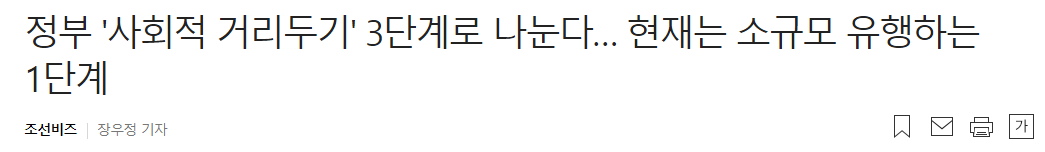 정부 '사회적 거리두기' 3단계로 나눈다... 현재는 소규모 유행하는
1단계
조선비즈 장우정 기자
가